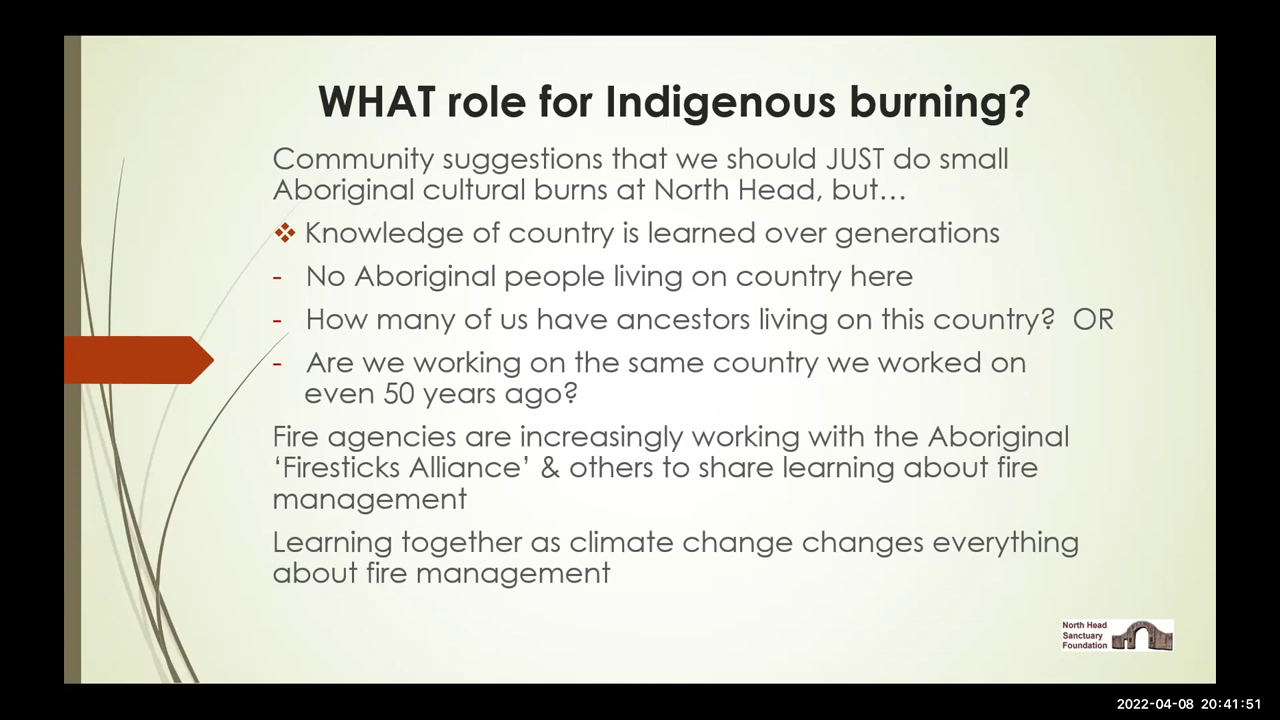 WHAT role for Indigenous burning?
Community suggestions that we should JUST do small
Aboriginal cultural burns at North Head, but…
❖ Knowledge of country is learned over generations
- No Aboriginal people living on country here
- How many of us have ancestors living on this country? OR
- Are we working on the same country we worked on
even 50 years ago?
Fire agencies are increasingly working with the Aboriginal
‘Firesticks Alliance’ & others to share learning about fire
management
Learning together as climate change changes everything
about fire management
North Head
Sanctuary
Foundation
2022-04-08 20:41:51